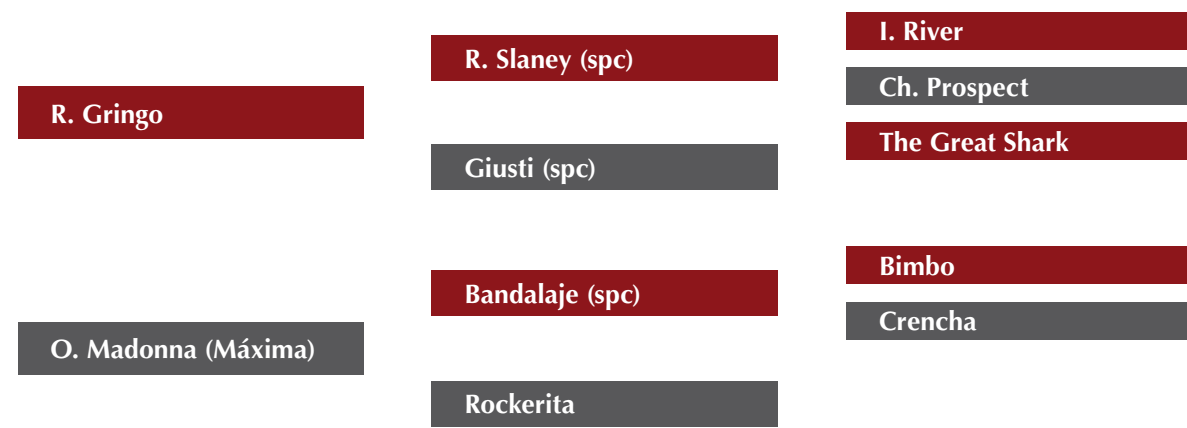 R. Gringo
O. Madonna (Máxima)
R. Slaney (spc)
Giusti (spc)
Bandalaje (spc)
Rockerita
I. River
Ch. Prospect
The Great Shark
Bimbo
Crencha